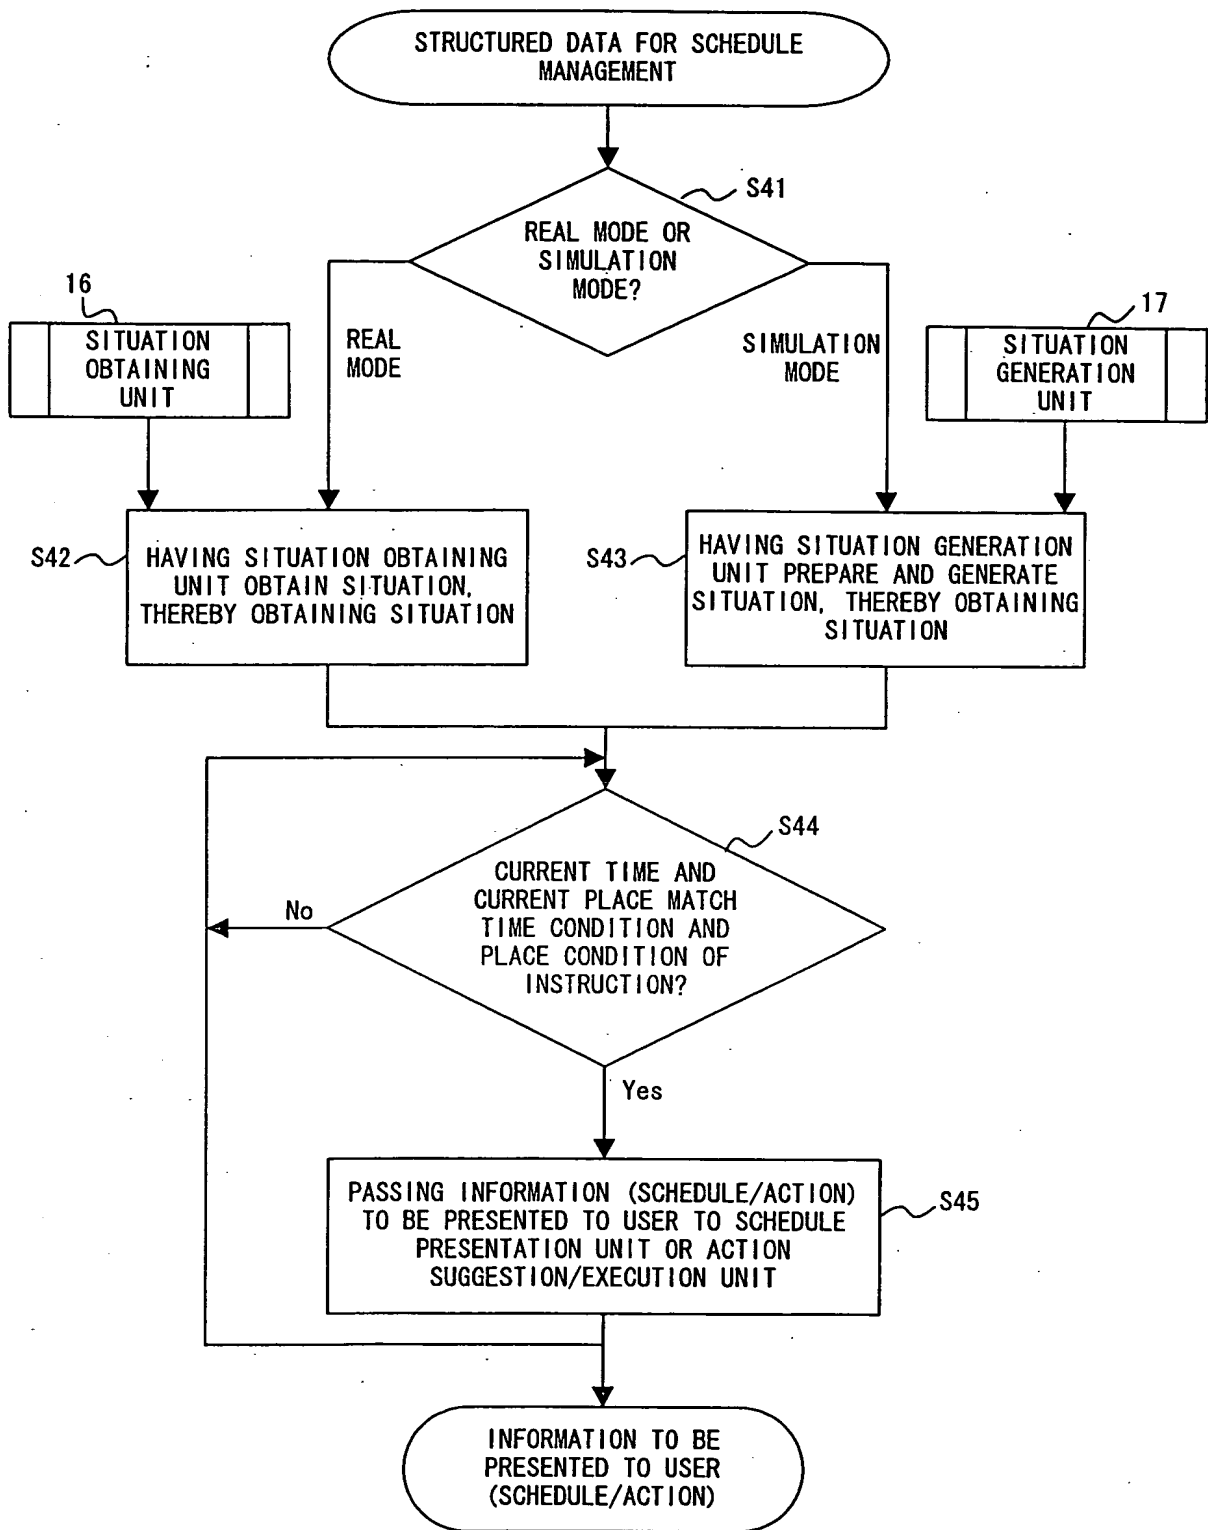 STRUCTURED DATA FOR SCHEDULE
MANAGEMENT
S41
REAL MODE OR
SIMULATION
MODE?
16
SITUATION
OBTAINING
UNIT
REAL
MODE
SIMULATION
MODE
17
SITUATION
GENERATION
UNIT
S42
HAVING SITUATION OBTAINING
UNIT OBTAIN SITUATION,
THEREBY OBTAINING SITUATION
S43
HAVING SITUATION GENERATION
UNIT PREPARE AND GENERATE
SITUATION, THEREBY OBTAINING
SITUATION
S44
CURRENT TIME AND
CURRENT PLACE MATCH
TIME CONDITION AND
PLACE CONDITION OF
INSTRUCTION?
No
Yes
PASSING INFORMATION (SCHEDULE/ACTION)
TO BE PRESENTED TO USER TO SCHEDULE
PRESENTATION UNIT OR ACTION
SUGGESTION/EXECUTION UNIT
S45
INFORMATION TO BE
PRESENTED TO USER
(SCHEDULE/ACTION)